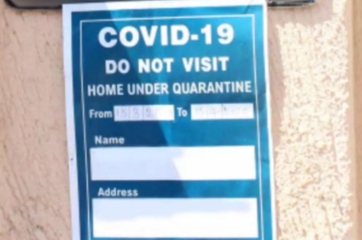 COVID-19
DO NOT VISIT
HOME UNDER QUARANTINE
From To
Name
Address